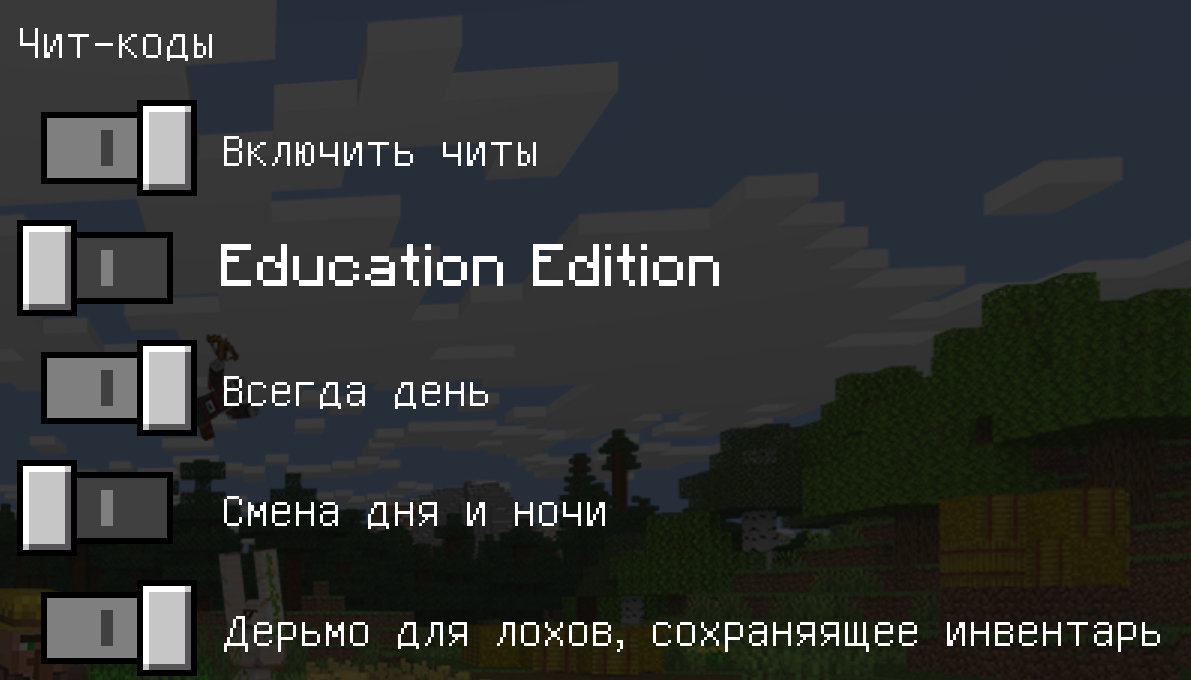 Чит-коды
Включить читы
Education Edition
Всегда день
Смена дня и ночи
Дерьмо для лохов, сохраняящее инвентарь